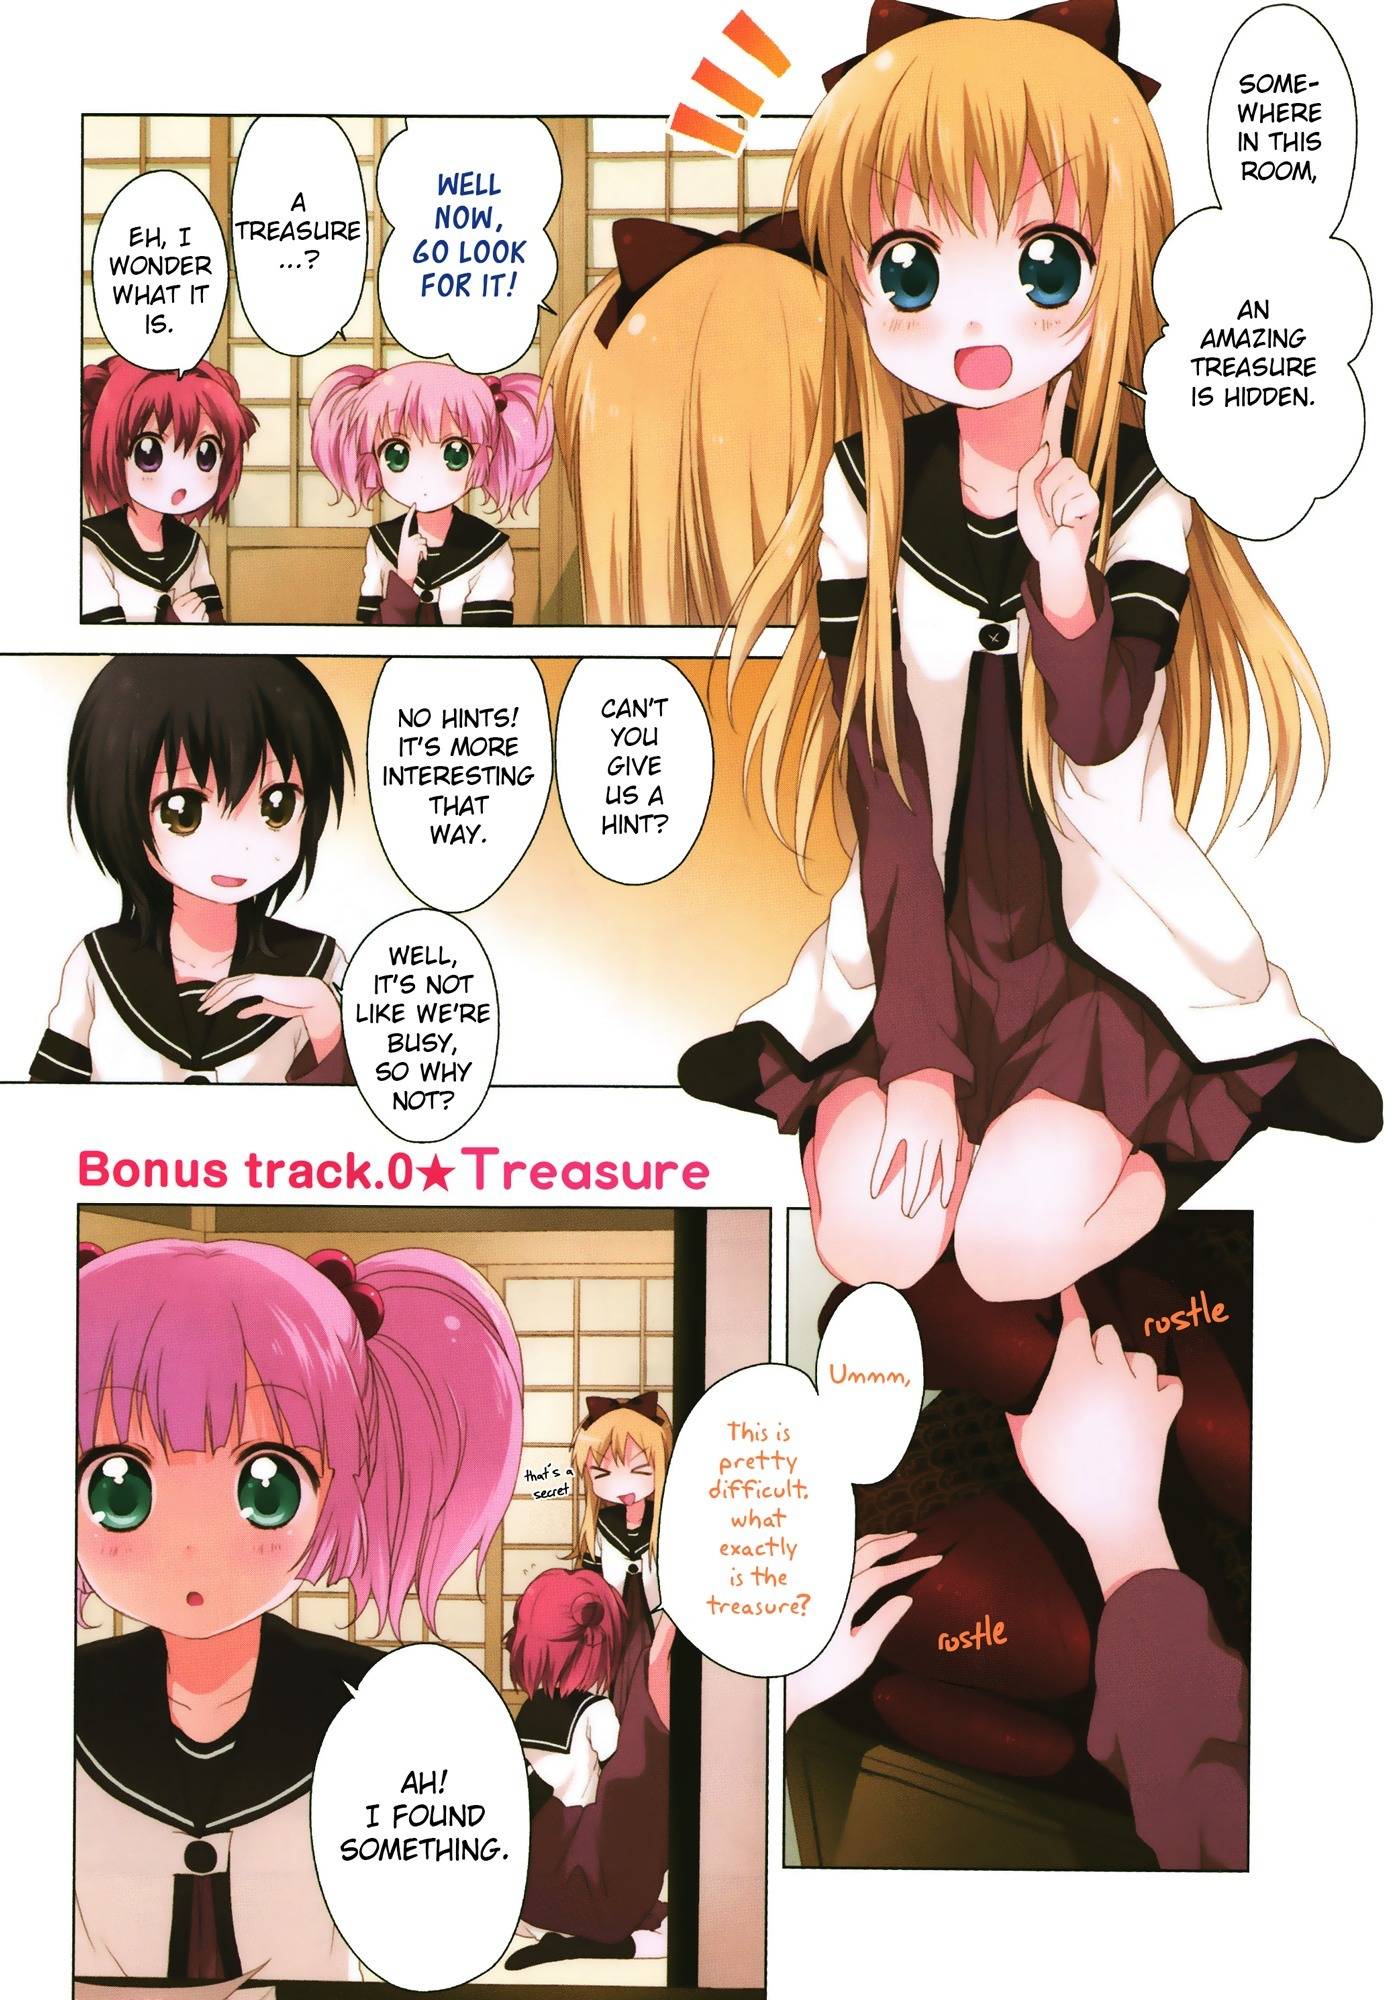 SOME-
WHERE
IN THIS
ROOM,
AN
AMAZING
TREASURE
IS HIDDEN.
WELL
NOW,
GO LOOK
FOR IT!
A
TREASURE
...?
EH, I
WONDER
WHAT IT
IS.
CAN'T
YOU
GIVE
US A
HINT?
NO HINTS!
IT'S MORE
INTERESTING
THAT
WAY.
WELL,
IT'S NOT
LIKE WE'RE
BUSY,
SO WHY
NOT?
Bonus track.0★Treasure
rostle
Ummm,
This is
pretty
difficult.
what
exactly
is the
treasure?
rostle
that's a
secret
AH!
I FOUND
SOMETHING.